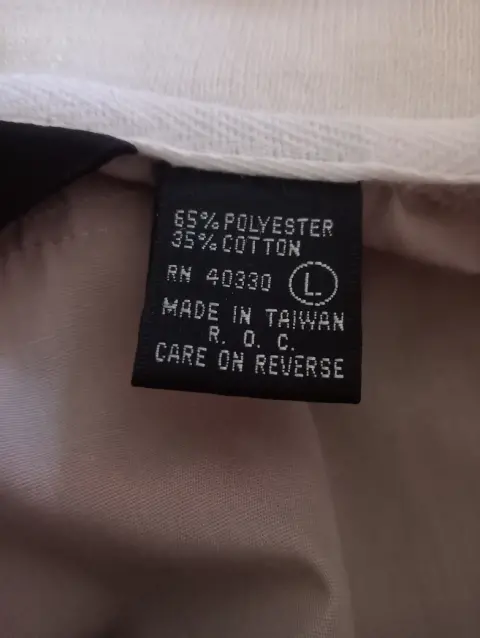 65% POLYESTER
35% COTTON
RN 40330 L
MADE IN TAIWAN
R. O. C.
CARE ON REVERSE